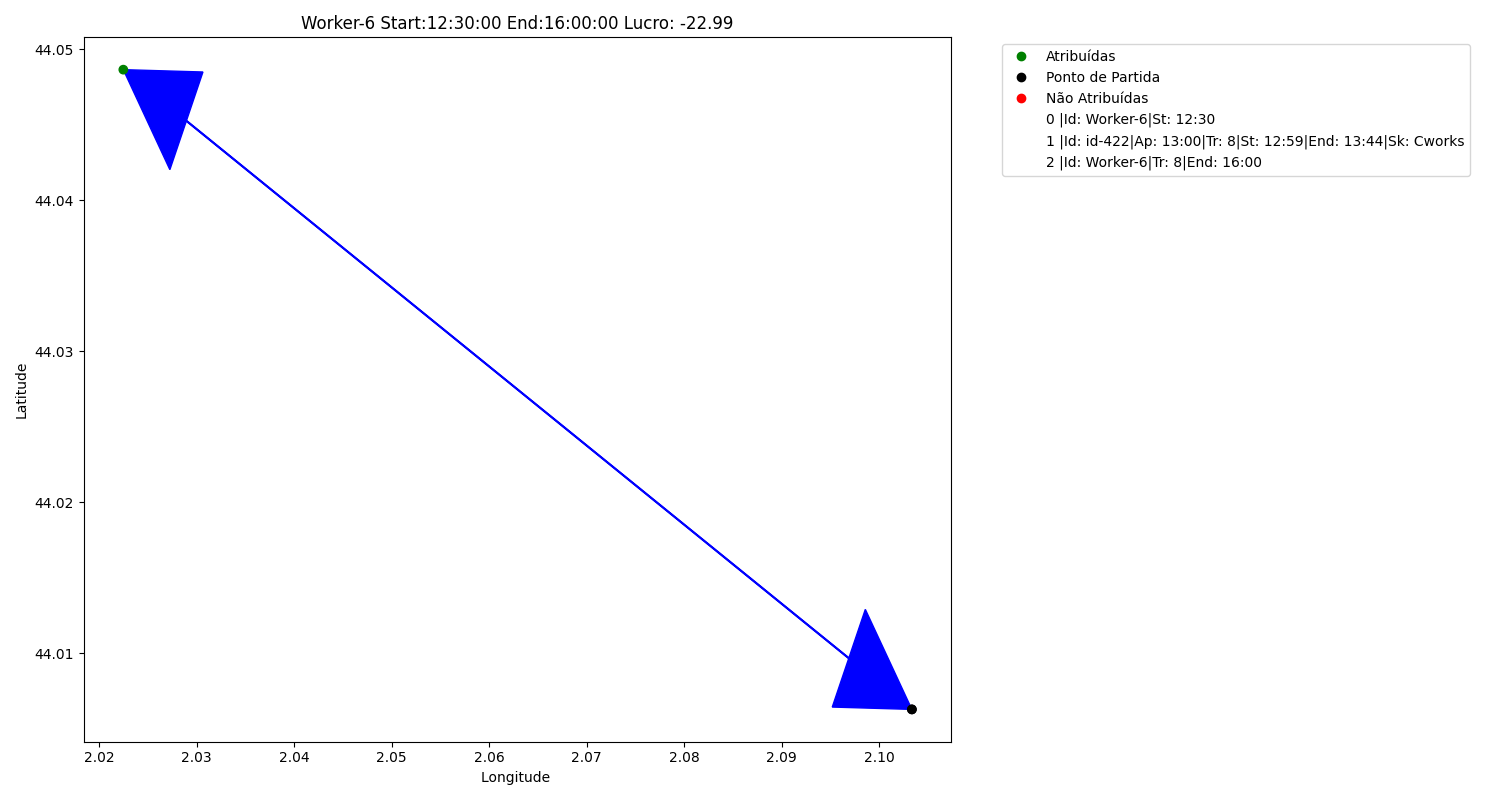 Worker-6 Start:12:30:00 End:16:00:00 Lucro: -22.99
44.05
44.04
44.03
44.02
44.01
Latitude
2.02 2.03 2.04 2.05 2.06 2.07 2.08 2.09 2.10
Longitude
Atribuídas
Ponto de Partida
Não Atribuídas
0 |Id: Worker-6|St: 12:30
1 |Id: id-422|Ap: 13:00|Tr: 8|St: 12:59|End: 13:44|Sk: Cworks
2 |Id: Worker-6|Tr: 8|End: 16:00